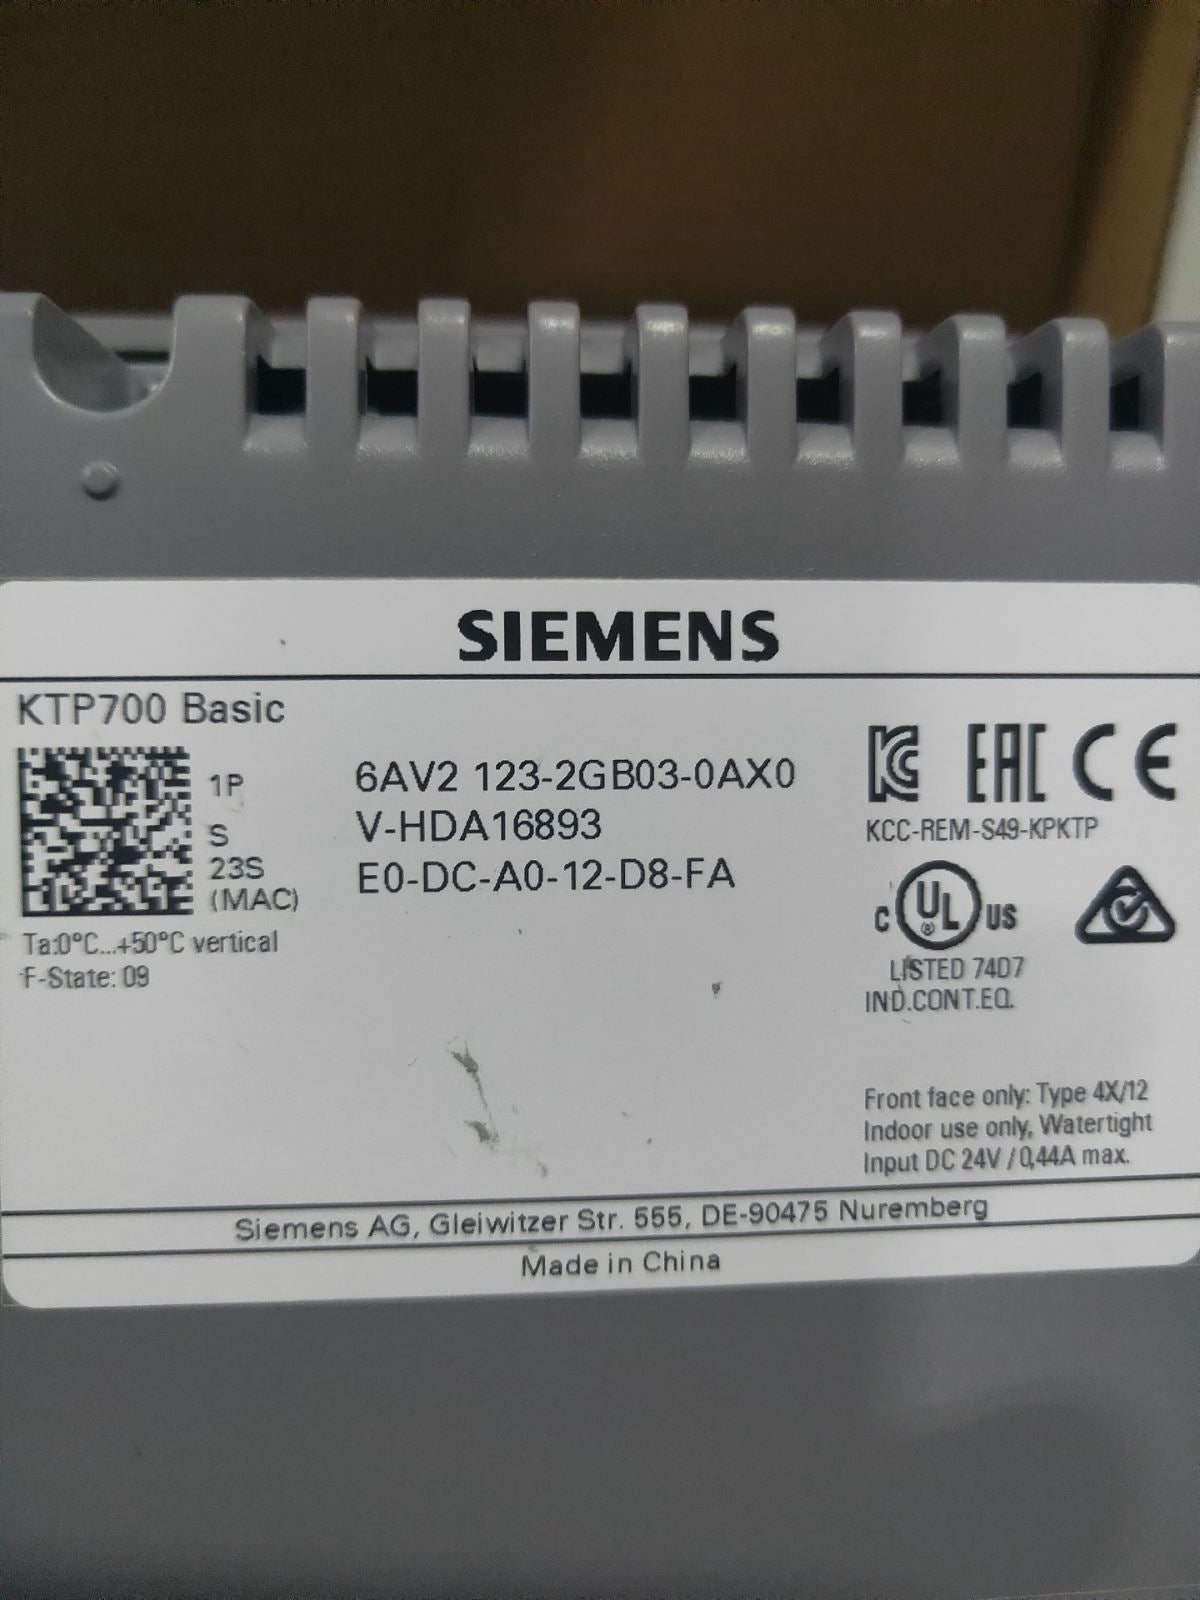 SIEMENS
KTP700 Basic
1P 6AV2 123-2GB03-0AX0
S V-HDA16893
23S E0-DC-A0-12-D8-FA
(MAC)
Ta:0°C...+50°C vertical
F-State: 09
EAC CE
KCC-REM-S49-KPKTP
C UL US
®
LISTED 74D7
IND.CONT.EQ.
Front face only: Type 4X/12
Indoor use only, Watertight
Input DC 24V / 0,44A max.
Siemens AG, Gleiwitzer Str. 555, DE-90475 Nuremberg
Made in China